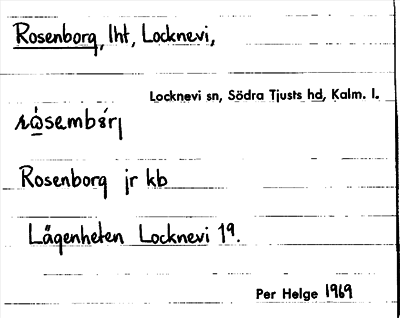 Rosenborg, lht, Locknevi,
Locknevi sn, Södra Tjusts hd, Kalm. l.
Rosenborg jr kb
Lägenheten Locknevi 1⁹.
Per Helge 1969